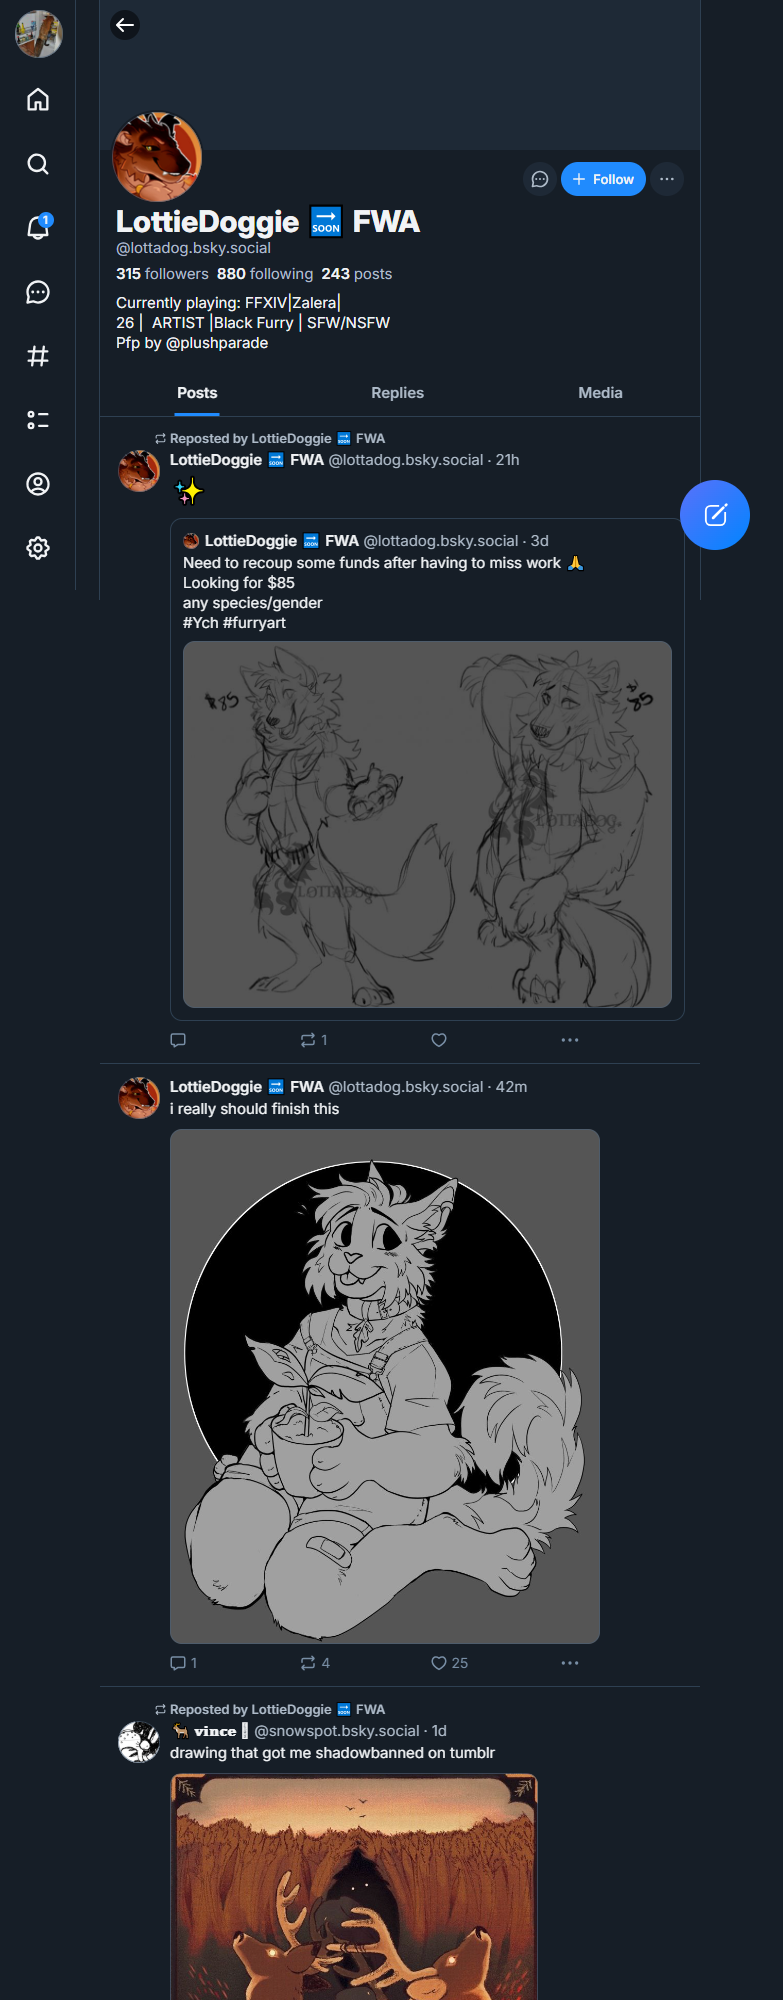 1
Follow
LottieDoggie 🔜 FWA
@lottadog.bsky.social
315 followers 880 following 243 posts
Currently playing: FFXIV|Zalera|
26 | ARTIST |Black Furry | SFW/NSFW
Pfp by @plushparade
Posts Replies Media
Reposted by LottieDoggie 🔜 FWA
LottieDoggie 🔜 FWA @lottadog.bsky.social · 21h
✨
LottieDoggie 🔜 FWA @lottadog.bsky.social · 3d
Need to recoup some funds after having to miss work 🙏
Looking for $85
any species/gender
#Ych #furryart
$85
$85
LOTTADOG
LOTTADOG
1
LottieDoggie 🔜 FWA @lottadog.bsky.social · 42m
i really should finish this
1 4 25
Reposted by LottieDoggie 🔜 FWA
🐐 vince @snowspot.bsky.social · 1d
drawing that got me shadowbanned on tumblr